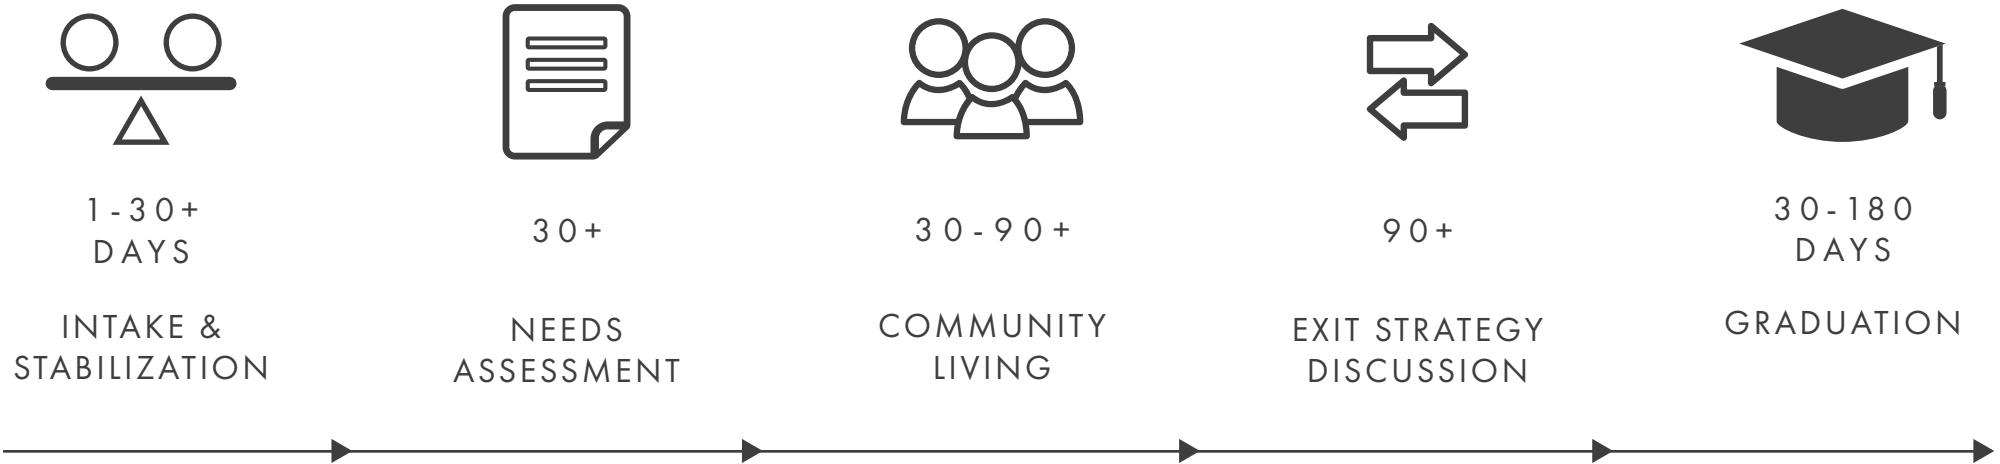 1-30+
DAYS
INTAKE &
STABILIZATION
30+
NEEDS
ASSESSMENT
30-90+
COMMUNITY
LIVING
90+
EXIT STRATEGY
DISCUSSION
30-180
DAYS
GRADUATION